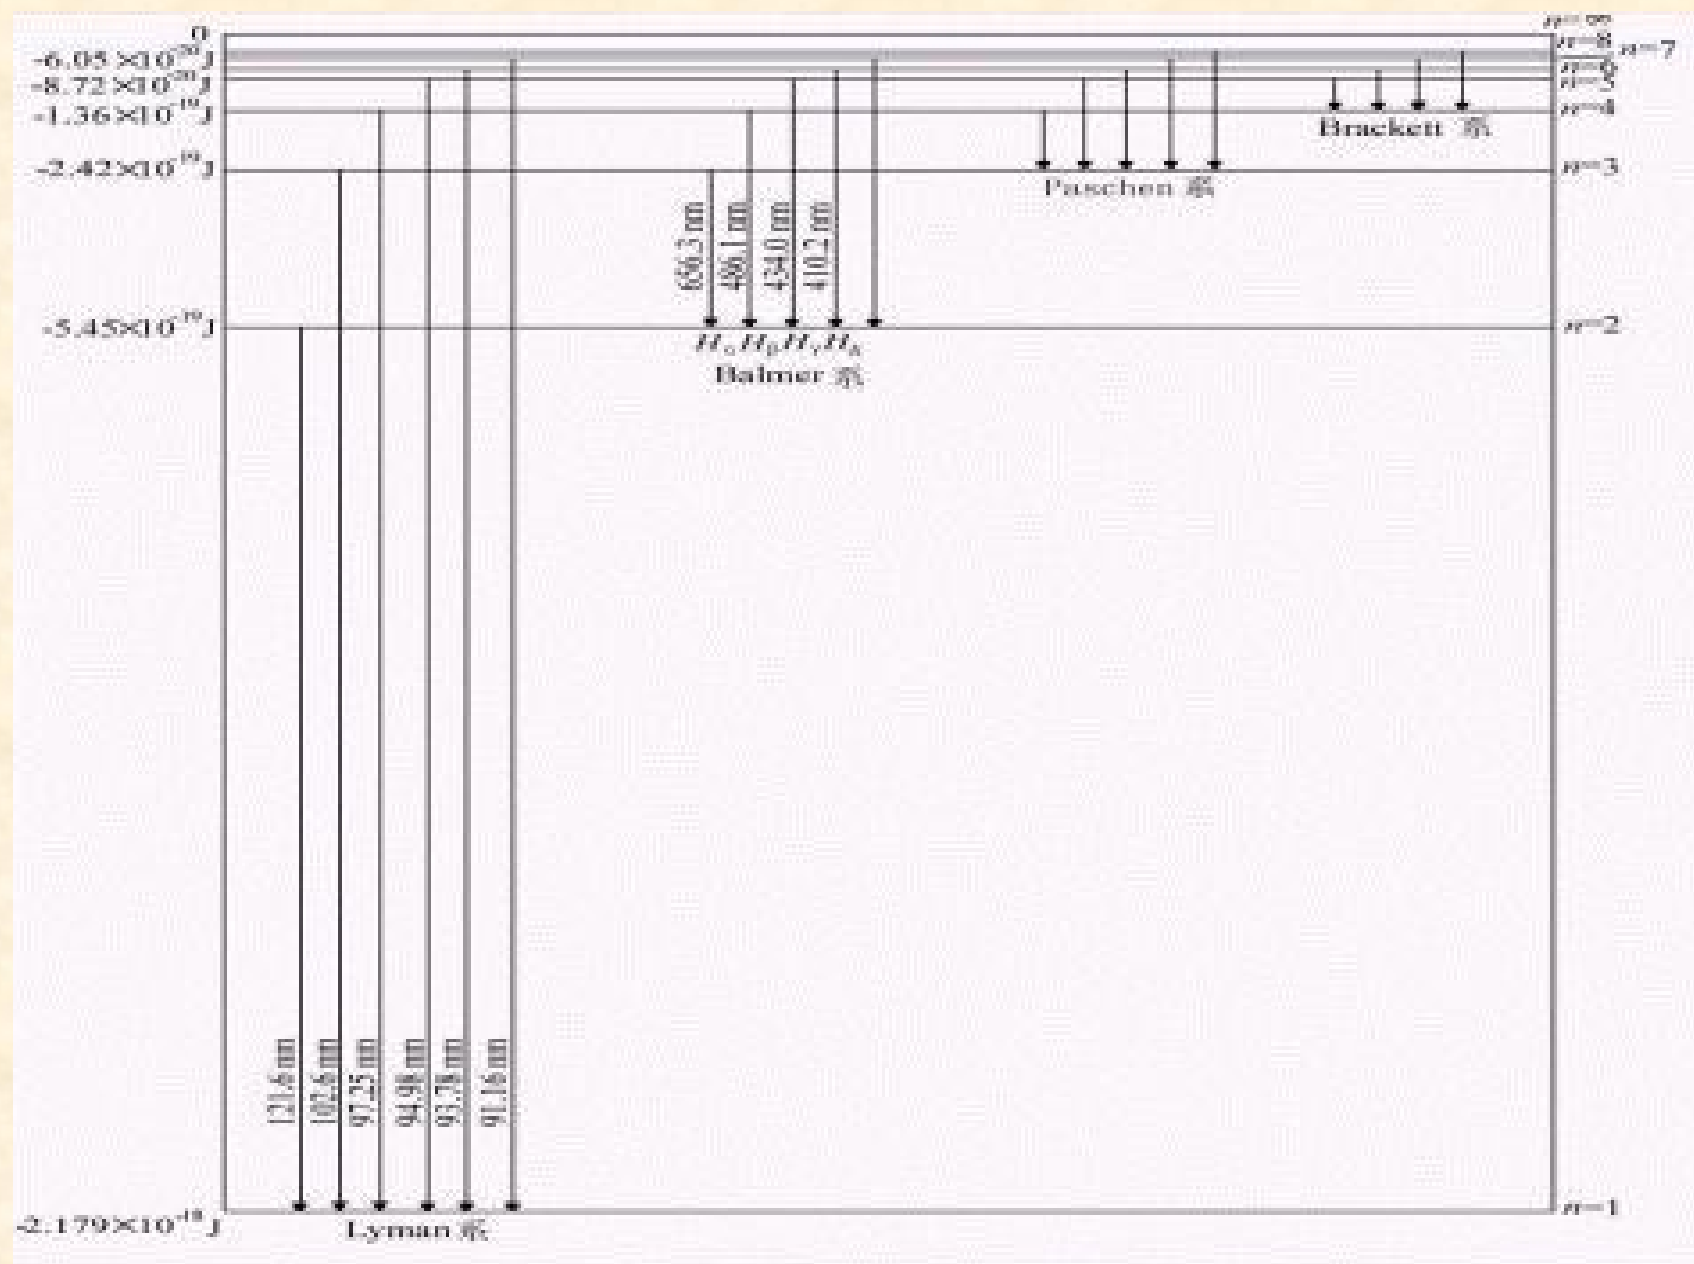 0
n=∞
n=8
n=7
-6.05×10⁻²⁰J
n=6
-8.72×10⁻²⁰J
n=5
-1.36×10⁻¹⁹J
n=4
Brackett 系
-2.42×10⁻¹⁹J
n=3
Paschen 系
656.3 nm
486.1 nm
434.0 nm
410.2 nm
-5.45×10⁻¹⁹J
n=2
Hα Hβ Hγ Hδ
Balmer 系
121.6 nm
102.6 nm
97.25 nm
94.98 nm
93.78 nm
91.16 nm
n=1
-2.179×10⁻¹⁸J
Lyman 系